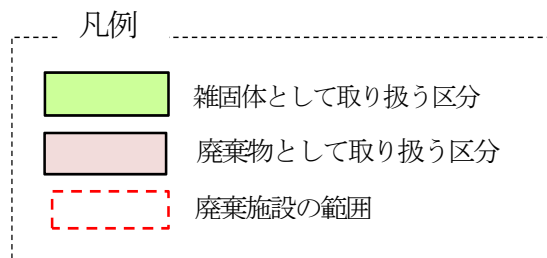 凡例
雑固体として取り扱う区分
廃棄物として取り扱う区分
廃棄施設の範囲